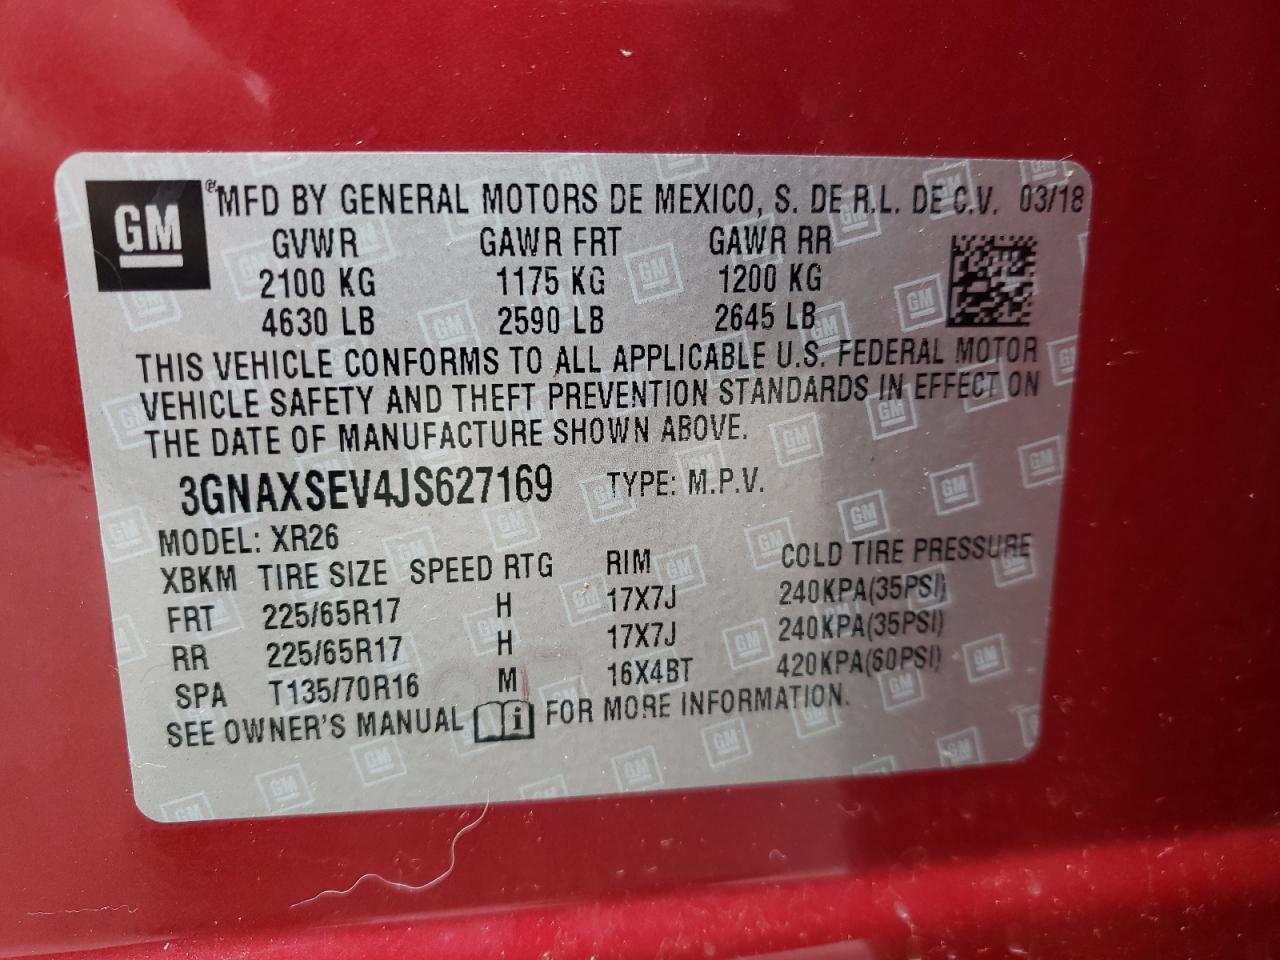 GM ® MFD BY GENERAL MOTORS DE MEXICO, S. DE R.L. DE C.V. 03/18
GVWR GAWR FRT GAWR RR
2100 KG 1175 KG 1200 KG
4630 LB 2590 LB 2645 LB
THIS VEHICLE CONFORMS TO ALL APPLICABLE U.S. FEDERAL MOTOR
VEHICLE SAFETY AND THEFT PREVENTION STANDARDS IN EFFECT ON
THE DATE OF MANUFACTURE SHOWN ABOVE.
3GNAXSEV4JS627169 TYPE: M.P.V.
MODEL: XR26
XBKM TIRE SIZE SPEED RTG RIM COLD TIRE PRESSURE
FRT 225/65R17 H 17X7J 240KPA(35PSI)
RR 225/65R17 H 17X7J 240KPA(35PSI)
SPA T135/70R16 M 16X4BT 420KPA(60PSI)
SEE OWNER'S MANUAL i FOR MORE INFORMATION.